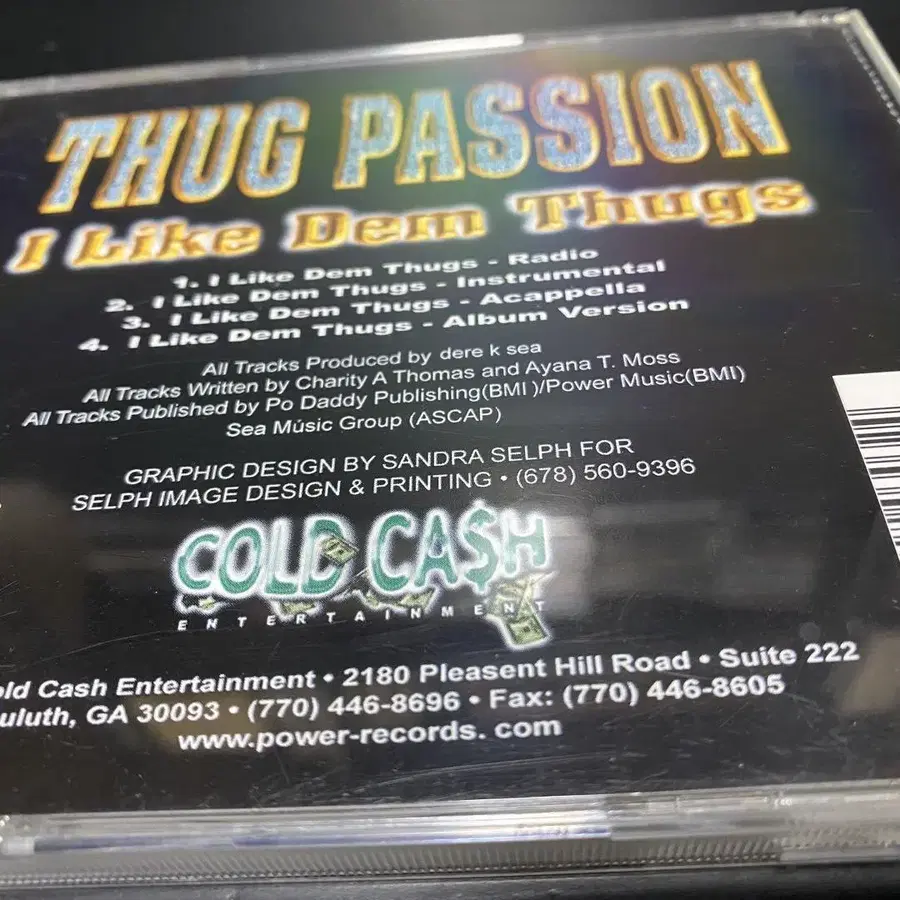 THUG PASSION
I Like Dem Thugs
1. I Like Dem Thugs - Radio
2. I Like Dem Thugs - Instrumental
3. I Like Dem Thugs - Acappella
4. I Like Dem Thugs - Album Version
All Tracks Produced by dere k sea
All Tracks Written by Charity A Thomas and Ayana T. Moss
All Tracks Published by Po Daddy Publishing(BMI )/Power Music(BMI)
Sea Music Group (ASCAP)
GRAPHIC DESIGN BY SANDRA SELPH FOR
SELPH IMAGE DESIGN & PRINTING • (678) 560-9396
COLD CA$H
ENTERTAINMENT
old Cash Entertainment • 2180 Pleasent Hill Road • Suite 222
uluth, GA 30093 • (770) 446-8696 • Fax: (770) 446-8605
www.power-records. com